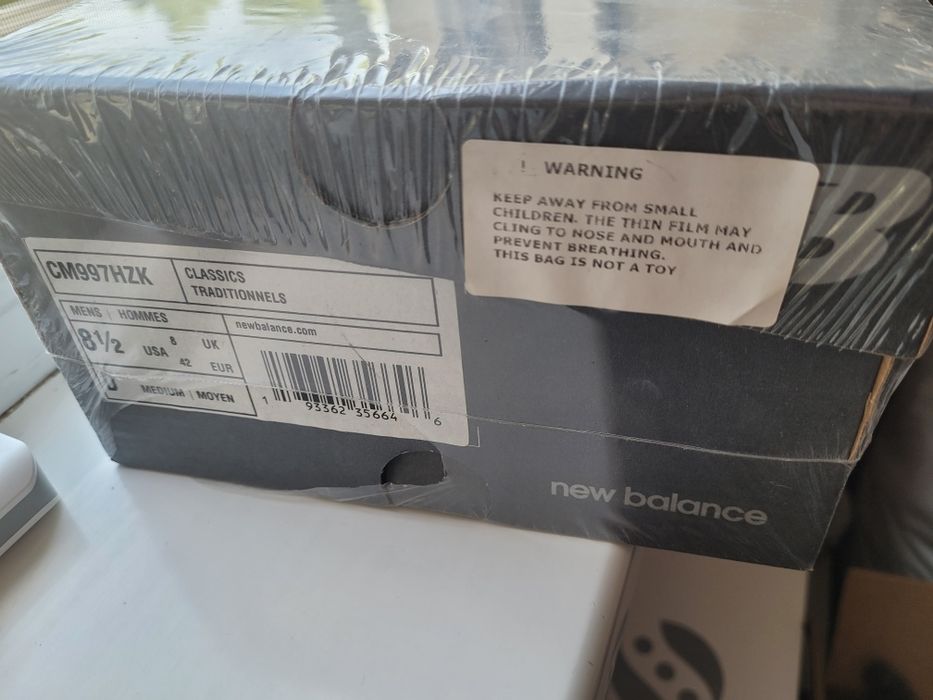 ! WARNING
KEEP AWAY FROM SMALL
CHILDREN. THE THIN FILM MAY
CLING TO NOSE AND MOUTH AND
PREVENT BREATHING.
THIS BAG IS NOT A TOY
CM997HZK
CLASSICS
TRADITIONNELS
MENS | HOMMES
newbalance.com
8½ USA 8 UK
42 EUR
D MEDIUM | MOYEN
1 93362 35664 6
new balance